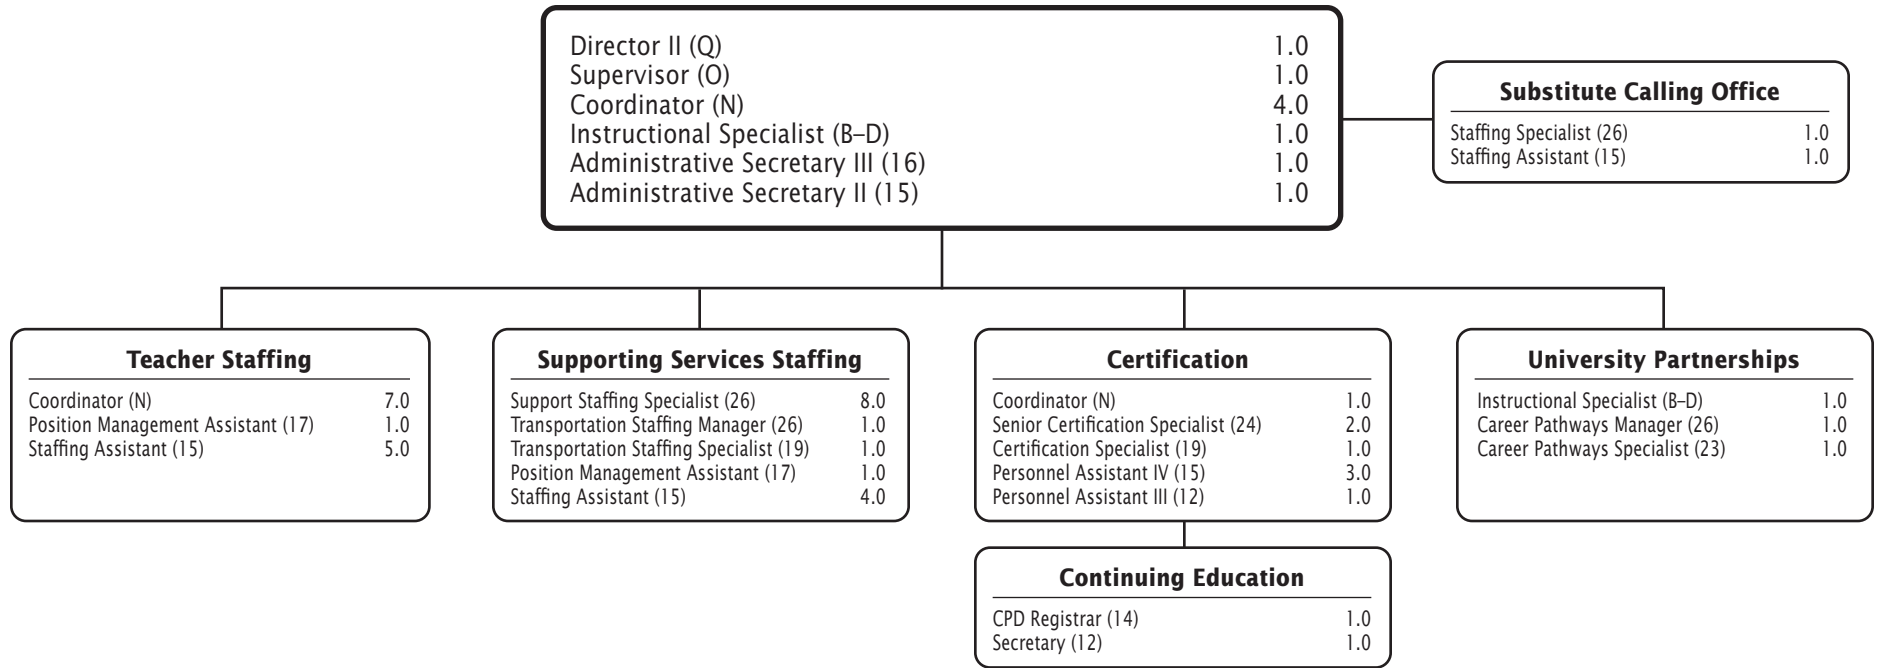 Director II (Q) 1.0
Supervisor (O) 1.0
Coordinator (N) 4.0
Instructional Specialist (B–D) 1.0
Administrative Secretary III (16) 1.0
Administrative Secretary II (15) 1.0
Substitute Calling Office
Staffing Specialist (26) 1.0
Staffing Assistant (15) 1.0
Teacher Staffing
Coordinator (N) 7.0
Position Management Assistant (17) 1.0
Staffing Assistant (15) 5.0
Supporting Services Staffing
Support Staffing Specialist (26) 8.0
Transportation Staffing Manager (26) 1.0
Transportation Staffing Specialist (19) 1.0
Position Management Assistant (17) 1.0
Staffing Assistant (15) 4.0
Certification
Coordinator (N) 1.0
Senior Certification Specialist (24) 2.0
Certification Specialist (19) 1.0
Personnel Assistant IV (15) 3.0
Personnel Assistant III (12) 1.0
University Partnerships
Instructional Specialist (B–D) 1.0
Career Pathways Manager (26) 1.0
Career Pathways Specialist (23) 1.0
Continuing Education
CPD Registrar (14) 1.0
Secretary (12) 1.0